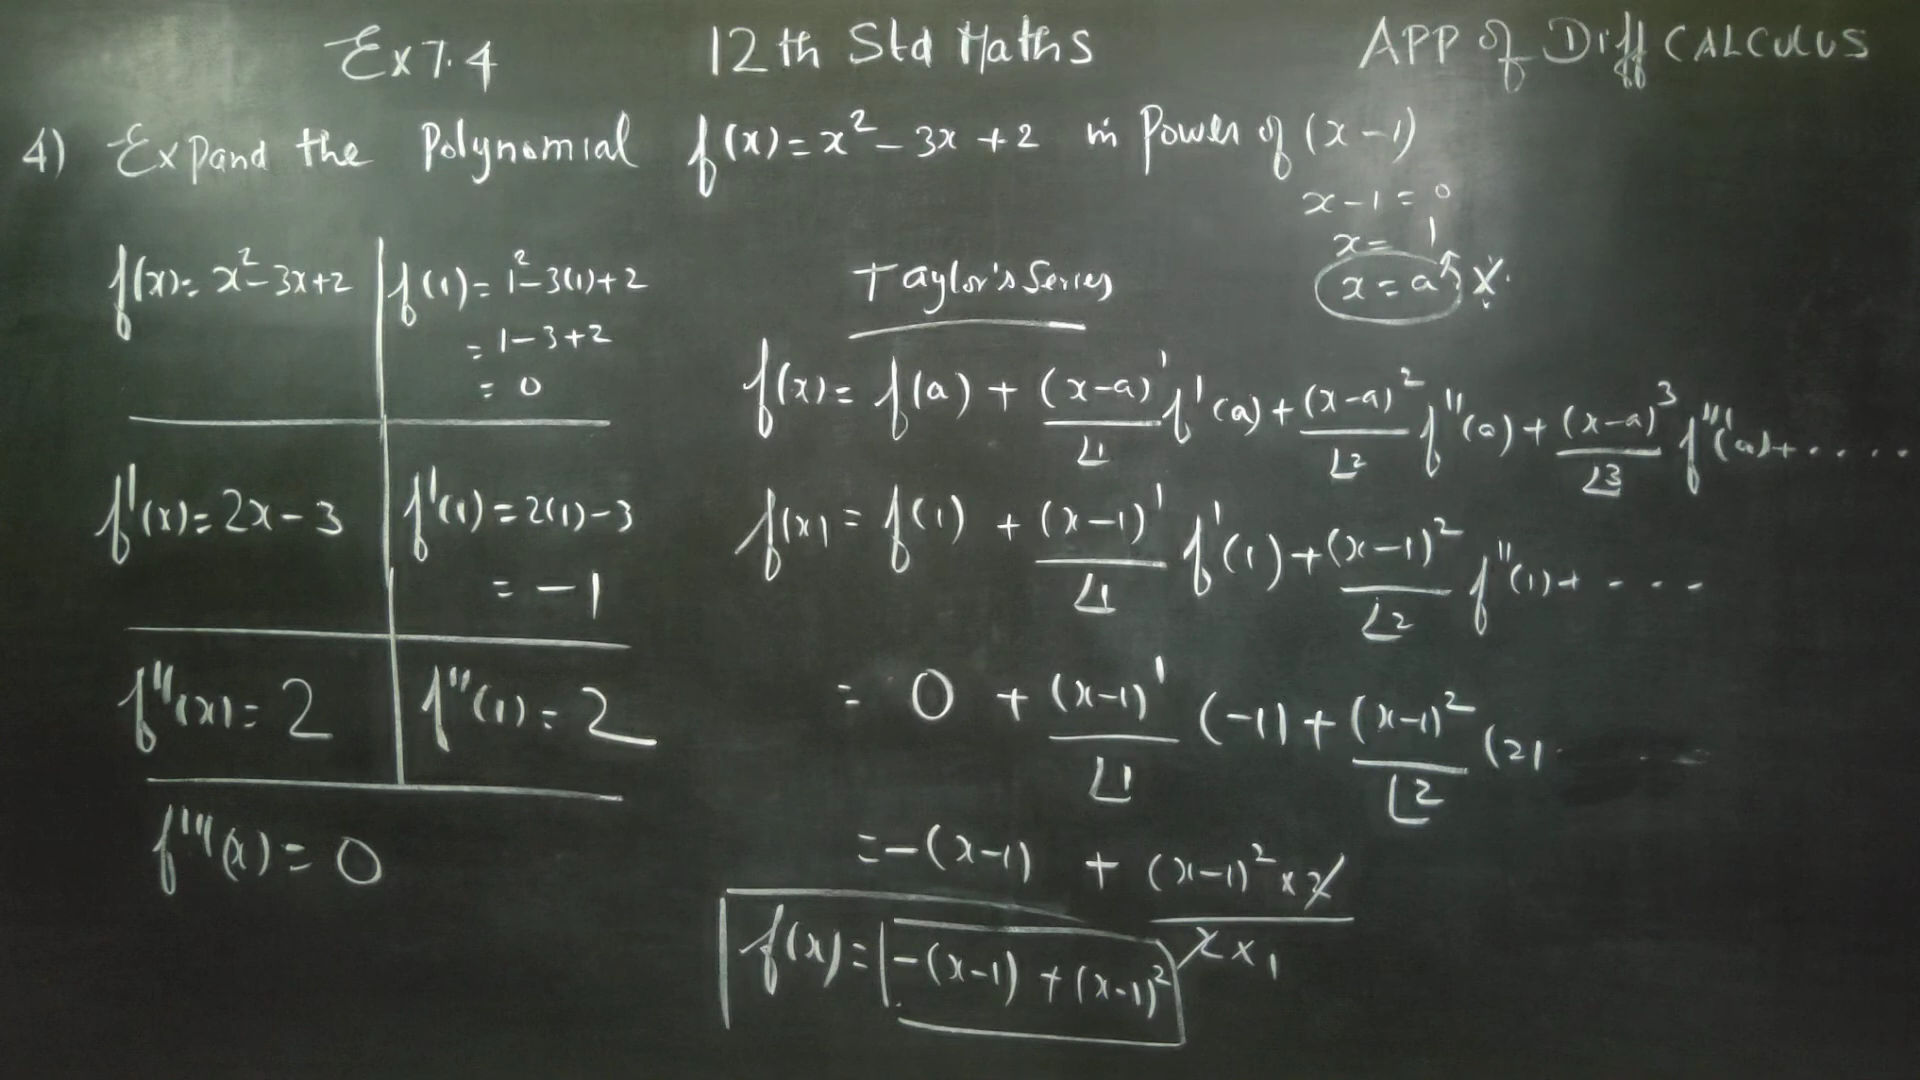 Ex 7.4 12th Std Maths APP of Diff CALCULUS
4) Expand the Polynomial f(x) = x² - 3x + 2 in Power of (x - 1)
x - 1 = 0
x = 1
x = a
f(x) = x² - 3x + 2 f(1) = 1² - 3(1) + 2
= 1 - 3 + 2
= 0
f'(x) = 2x - 3 f'(1) = 2(1) - 3
= -1
f''(x) = 2 f''(1) = 2
f'''(x) = 0
Taylor's Series
f(x) = f(a) + (x-a)¹/∠1 f'(a) + (x-a)²/∠2 f''(a) + (x-a)³/∠3 f'''(a) + .....
f(x) = f(1) + (x-1)¹/∠1 f'(1) + (x-1)²/∠2 f''(1) + ----
= 0 + (x-1)¹/∠1 (-1) + (x-1)²/∠2 (2)
= -(x-1) + (x-1)² × 2/2 × 1
f(x) = -(x-1) + (x-1)²